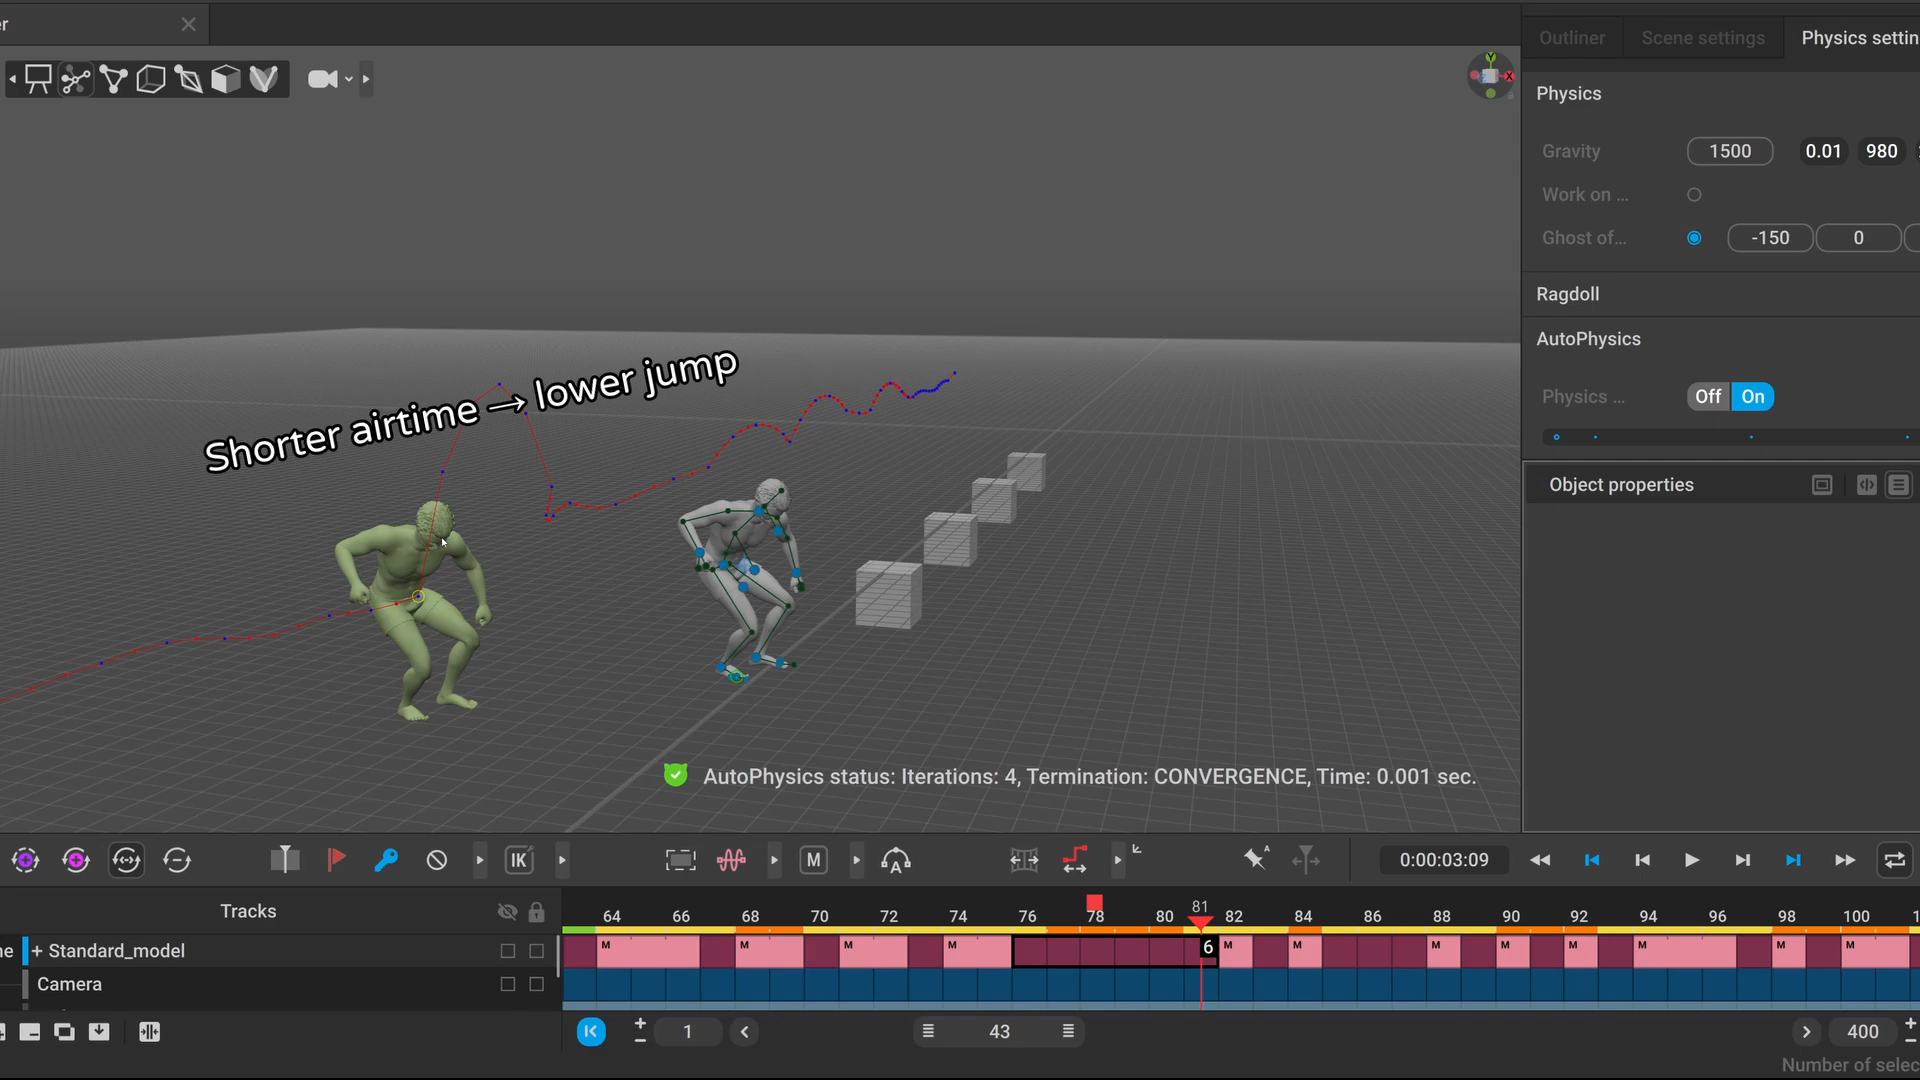 er
Outliner
Scene settings
Physics settin
Physics
Gravity
1500
0.01
980
Work on ...
Ghost of...
-150
0
Ragdoll
AutoPhysics
Physics ...
Off
On
Shorter airtime → lower jump
Object properties
AutoPhysics status: Iterations: 4, Termination: CONVERGENCE, Time: 0.001 sec.
IK
M
A
A
0:00:03:09
Tracks
64
66
68
70
72
74
76
78
80
81
82
84
86
88
90
92
94
96
98
100
1
ne
+ Standard_model
M
M
M
M
6
M
M
M
M
M
M
M
M
Camera
1
43
400
Number of selec